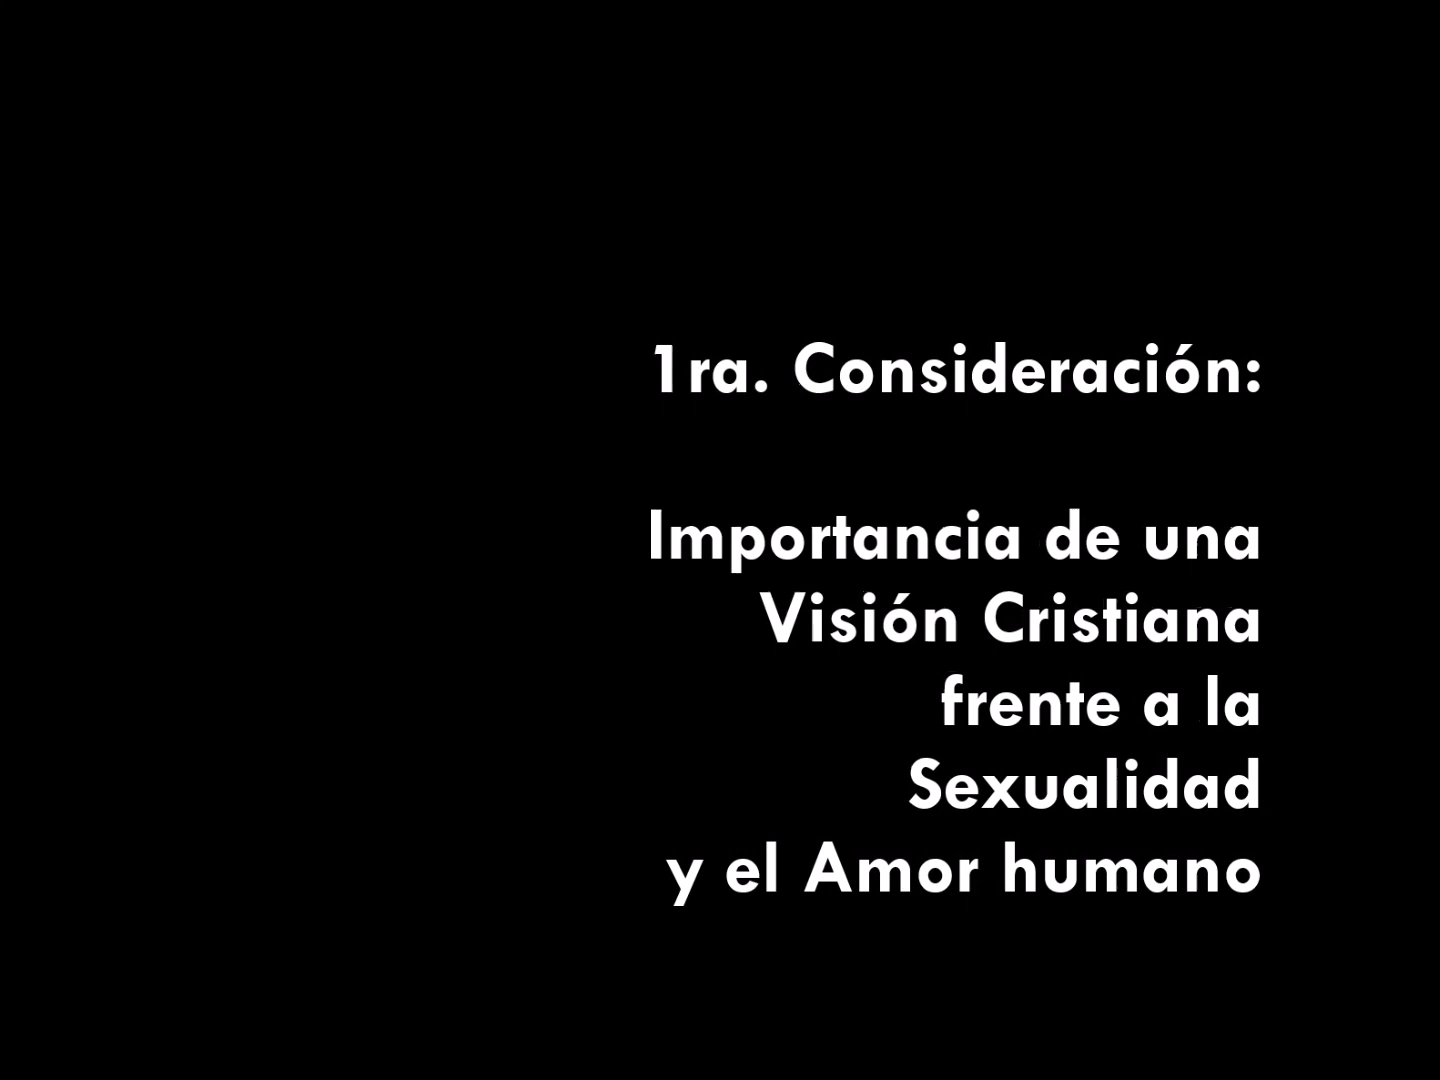 1ra. Consideración:
Importancia de una
Visión Cristiana
frente a la
Sexualidad
y el Amor humano